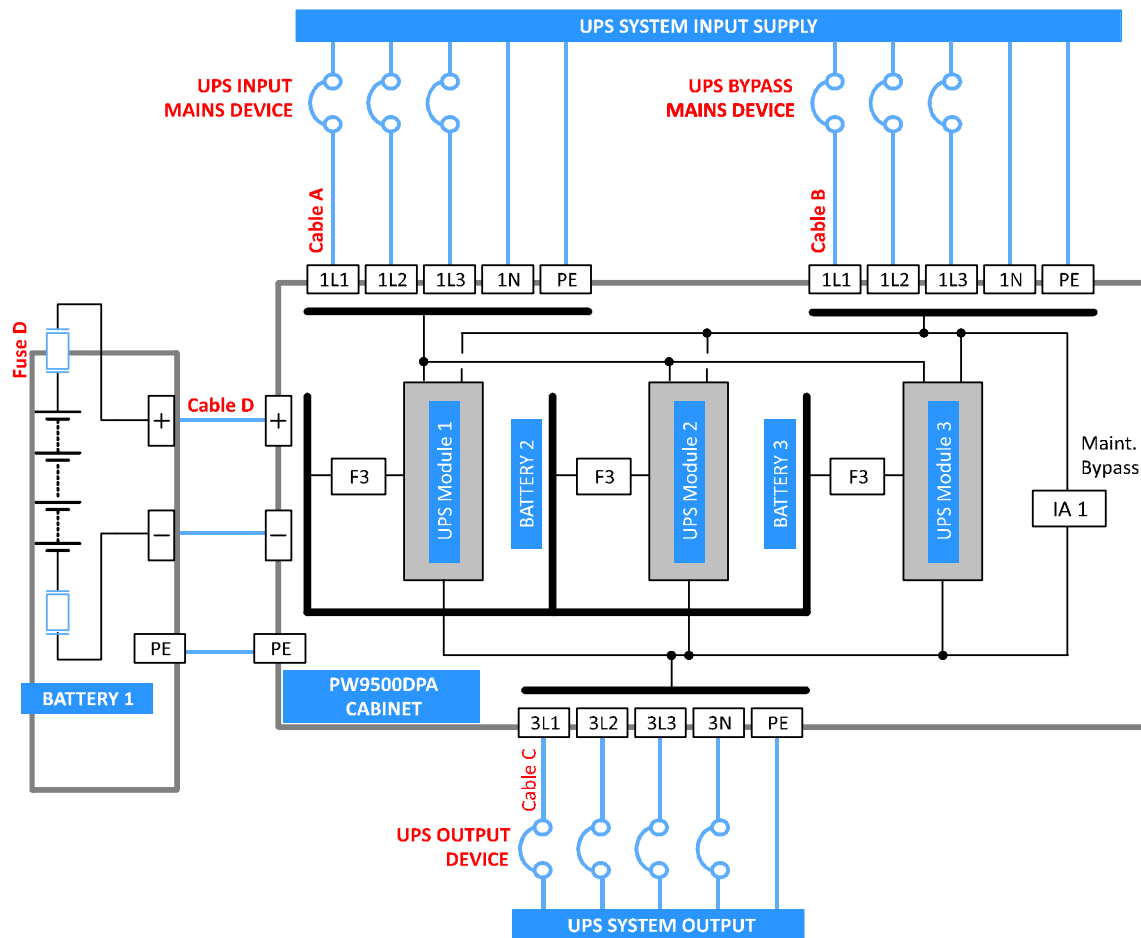 UPS SYSTEM INPUT SUPPLY
UPS INPUT
MAINS DEVICE
UPS BYPASS
MAINS DEVICE
Cable A
Cable B
1L1 1L2 1L3 1N PE
1L1 1L2 1L3 1N PE
Fuse D
Cable D
+ +
− −
PE PE
BATTERY 1
F3
UPS Module 1
BATTERY 2
F3
UPS Module 2
BATTERY 3
F3
UPS Module 3
Maint.
Bypass
IA 1
PW9500DPA
CABINET
3L1 3L2 3L3 3N PE
Cable C
UPS OUTPUT
DEVICE
UPS SYSTEM OUTPUT